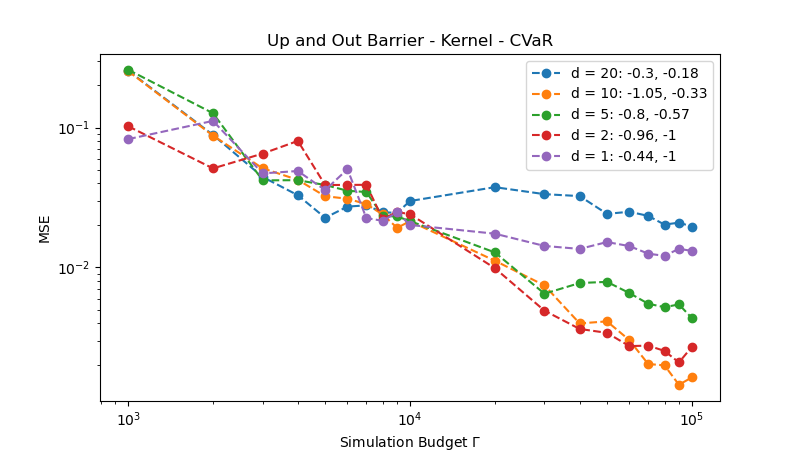 Up and Out Barrier - Kernel - CVaR
d = 20: -0.3, -0.18
d = 10: -1.05, -0.33
d = 5: -0.8, -0.57
d = 2: -0.96, -1
d = 1: -0.44, -1
MSE
10⁻¹
10⁻²
10³
10⁴
10⁵
Simulation Budget Γ